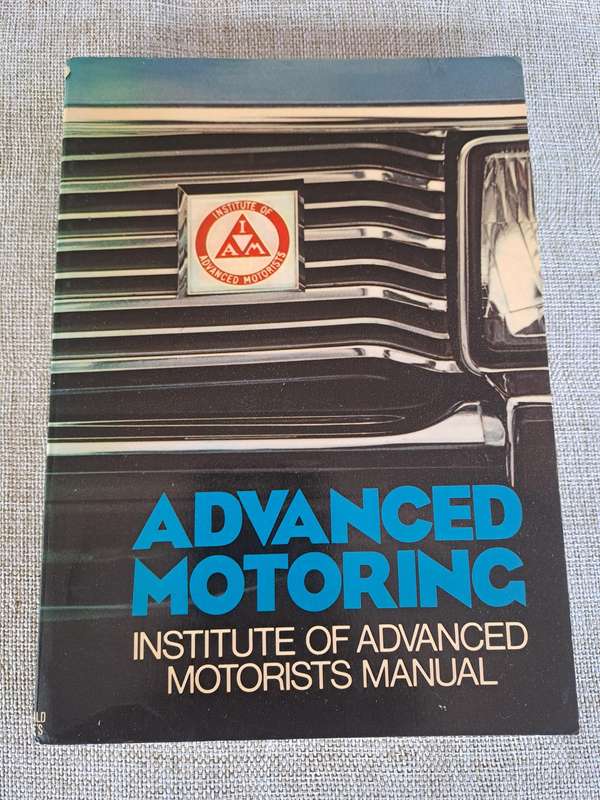 INSTITUTE OF
I
A M
ADVANCED MOTORISTS
ADVANCED
MOTORING
INSTITUTE OF ADVANCED
MOTORISTS MANUAL